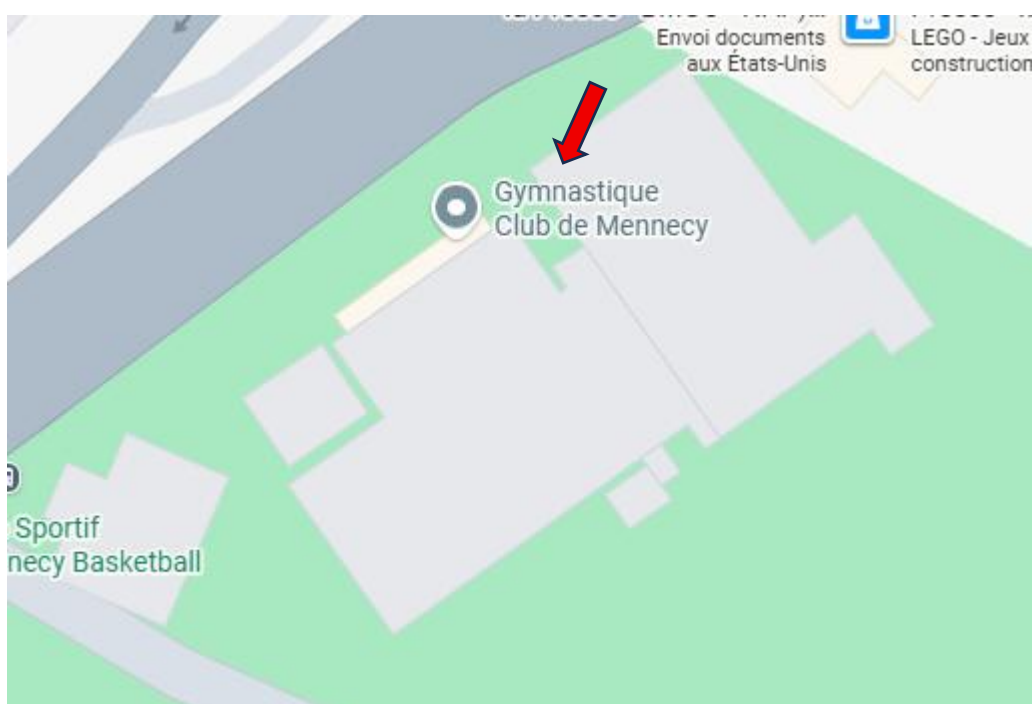 Envoi documents
aux États-Unis
LEGO - Jeux
construction
Gymnastique
Club de Mennecy
Sportif
necy Basketball